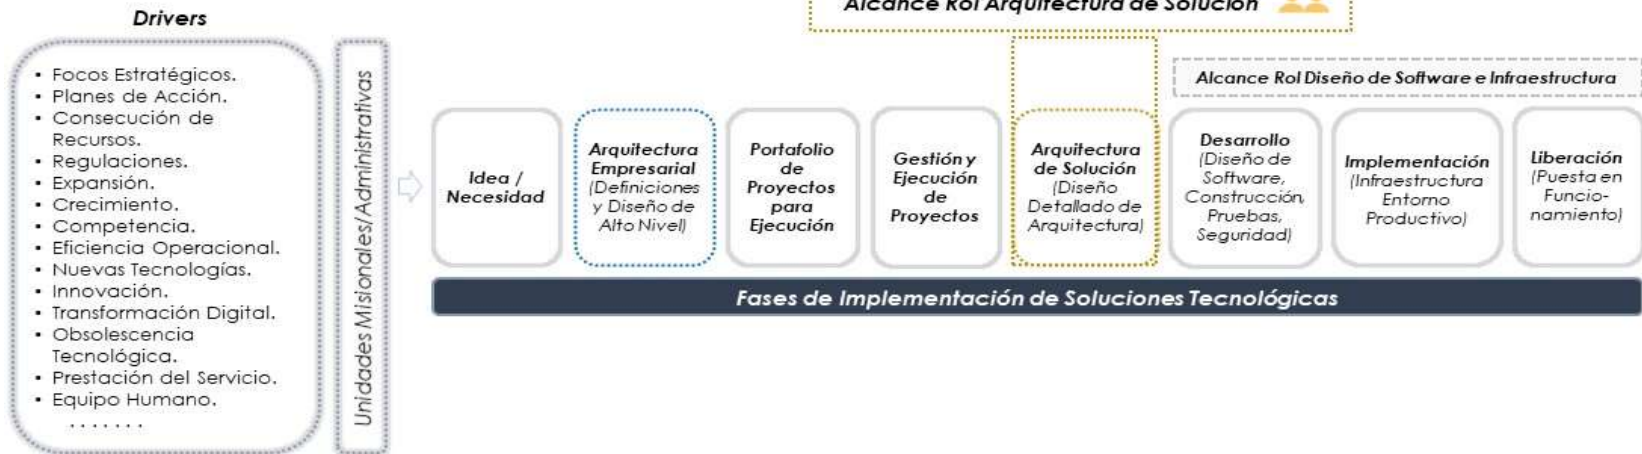 Alcance Rol Arquitectura de Solución
Drivers
• Focos Estratégicos.
• Planes de Acción.
• Consecución de
Recursos.
• Regulaciones.
• Expansión.
• Crecimiento.
• Competencia.
• Eficiencia Operacional.
• Nuevas Tecnologías.
• Innovación.
• Transformación Digital.
• Obsolescencia
Tecnológica.
• Prestación del Servicio.
• Equipo Humano.
. . . . . . .
Unidades Misionales/Administrativas
Alcance Rol Diseño de Software e Infraestructura
Idea /
Necesidad
Arquitectura
Empresarial
(Definiciones
y Diseño de
Alto Nivel)
Portafolio
de
Proyectos
para
Ejecución
Gestión y
Ejecución
de
Proyectos
Arquitectura
de Solución
(Diseño
Detallado de
Arquitectura)
Desarrollo
(Diseño de
Software,
Construcción,
Pruebas,
Seguridad)
Implementación
(Infraestructura
Entorno
Productivo)
Liberación
(Puesta en
Funcio-
namiento)
Fases de Implementación de Soluciones Tecnológicas